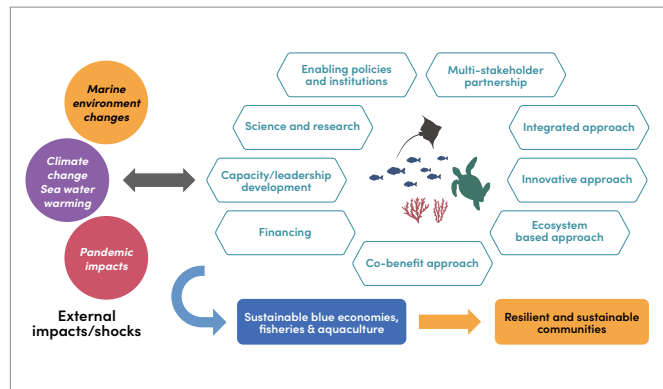 Marine
environment
changes
Climate
change
Sea water
warming
Pandemic
impacts
External
impacts/shocks
Enabling policies
and institutions
Multi-stakeholder
partnership
Science and research
Integrated approach
Capacity/leadership
development
Innovative approach
Financing
Ecosystem
based approach
Co-benefit approach
Sustainable blue economies,
fisheries & aquaculture
Resilient and sustainable
communities